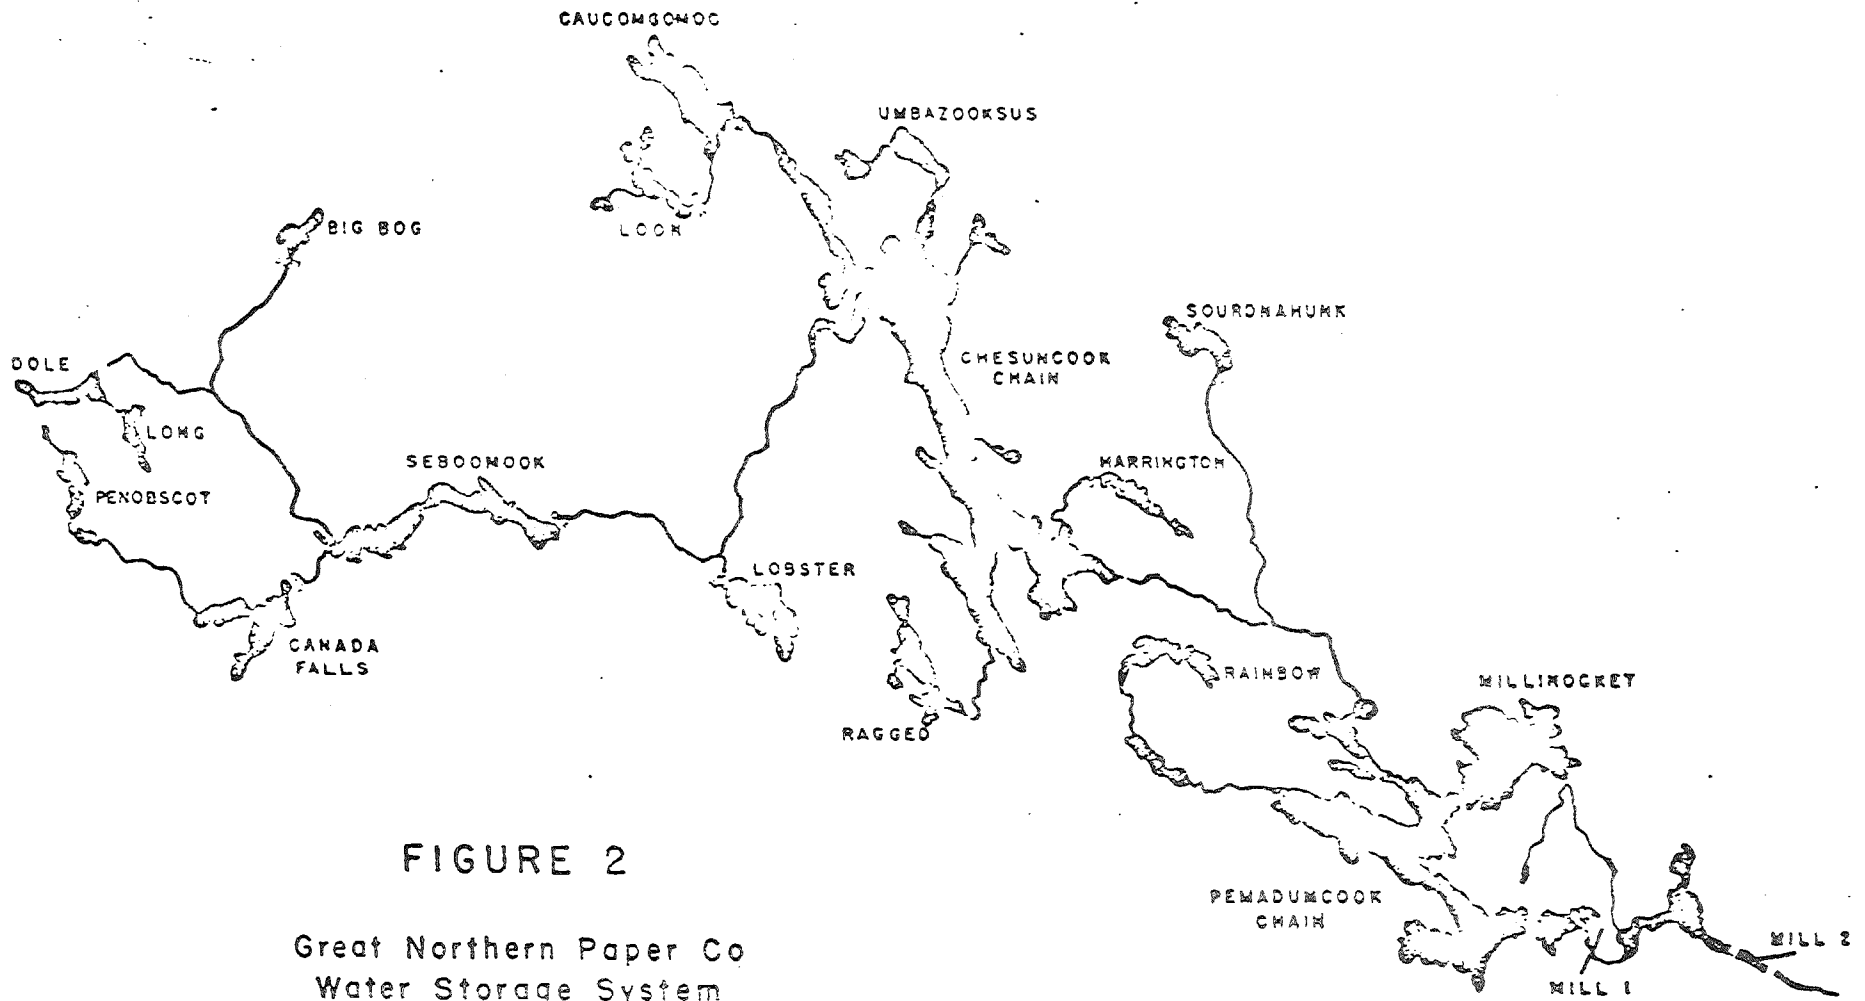 CAUCOMGOMOC
UMBAZOOKSUS
BIG BOG
LOON
SOURDNAHUNK
DOLE
CHESUNCOOK
CHAIN
LONG
SEBOOMOOK
HARRINGTON
PENOBSCOT
LOBSTER
CANADA
FALLS
RAINBOW
MILLINOCKET
RAGGED
FIGURE 2
PEMADUMCOOK
CHAIN
Great Northern Paper Co
Water Storage System
MILL 2
MILL 1